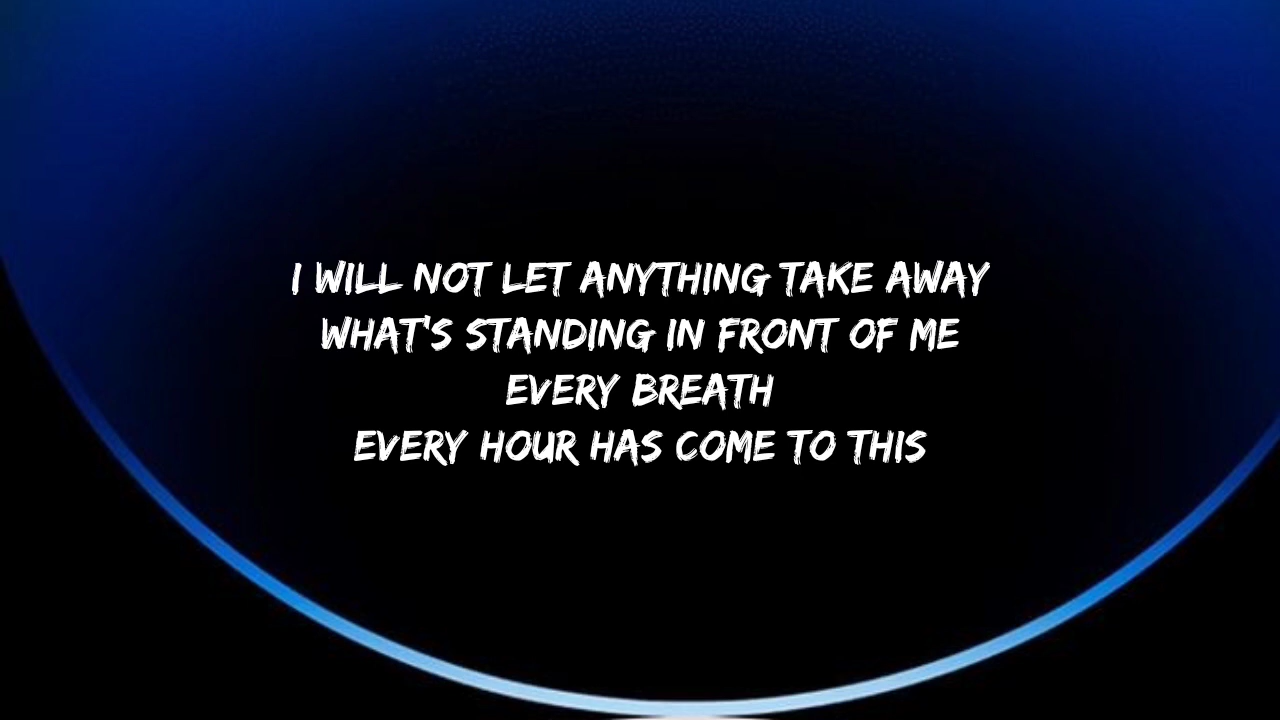 I WILL NOT LET ANYTHING TAKE AWAY
WHAT'S STANDING IN FRONT OF ME
EVERY BREATH
EVERY HOUR HAS COME TO THIS